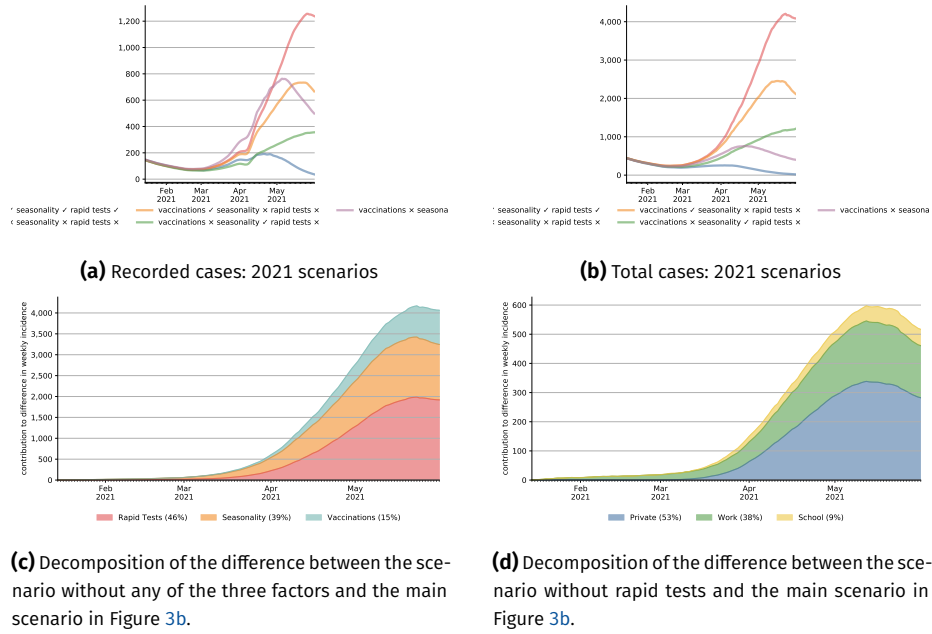 1,200
1,000
800
600
400
200
0
Feb
2021
Mar
2021
Apr
2021
May
2021
seasonality ✓ rapid tests ✓
vaccinations ✓ seasonality × rapid tests ×
vaccinations × seasona
seasonality × rapid tests ×
vaccinations × seasonality ✓ rapid tests ×
(a) Recorded cases: 2021 scenarios
4,000
3,000
2,000
1,000
0
Feb
2021
Mar
2021
Apr
2021
May
2021
seasonality ✓ rapid tests ✓
vaccinations ✓ seasonality × rapid tests ×
vaccinations × seasona
seasonality × rapid tests ×
vaccinations × seasonality ✓ rapid tests ×
(b) Total cases: 2021 scenarios
contribution to difference in weekly incidence
4,000
3,500
3,000
2,500
2,000
1,500
1,000
500
0
Feb
2021
Mar
2021
Apr
2021
May
2021
Rapid Tests (46%)
Seasonality (39%)
Vaccinations (15%)
(c) Decomposition of the difference between the sce-
nario without any of the three factors and the main
scenario in Figure 3b.
contribution to difference in weekly incidence
600
500
400
300
200
100
0
Feb
2021
Mar
2021
Apr
2021
May
2021
Private (53%)
Work (38%)
School (9%)
(d) Decomposition of the difference between the sce-
nario without rapid tests and the main scenario in
Figure 3b.